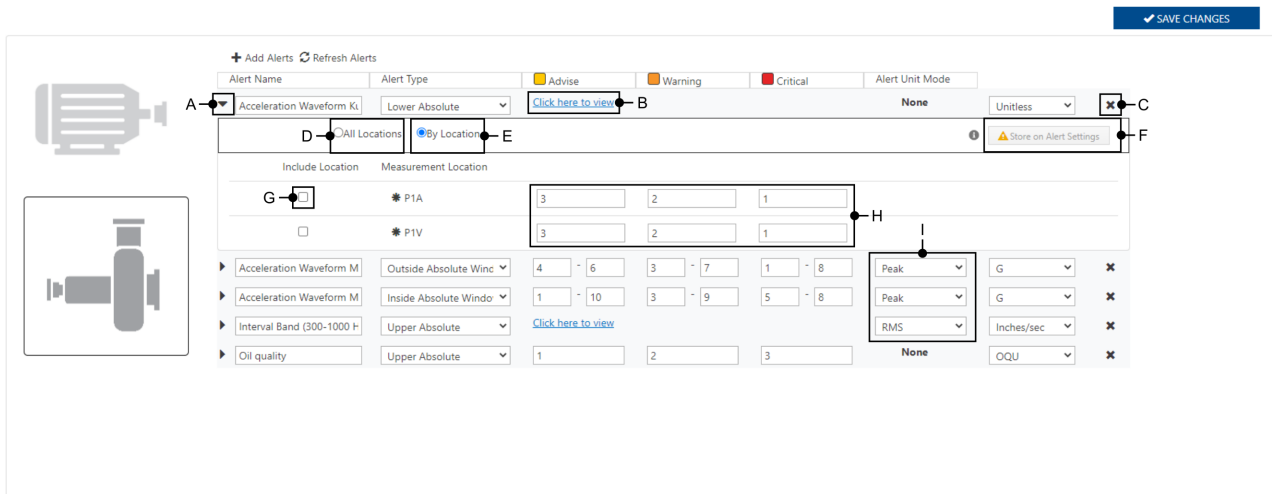 SAVE CHANGES
Add Alerts Refresh Alerts
Alert Name Alert Type Advise Warning Critical Alert Unit Mode
A Acceleration Waveform Ku Lower Absolute Click here to view B None Unitless C
D All Locations By Location E Store on Alert Settings F
Include Location Measurement Location
G P1A 3 2 1
H
P1V 3 2 1
I
Acceleration Waveform M Outside Absolute Winc 4 - 6 3 - 7 1 - 8 Peak G
Acceleration Waveform M Inside Absolute Window 1 - 10 3 - 9 5 - 8 Peak G
Interval Band (300-1000 H Upper Absolute Click here to view RMS Inches/sec
Oil quality Upper Absolute 1 2 3 None OQU